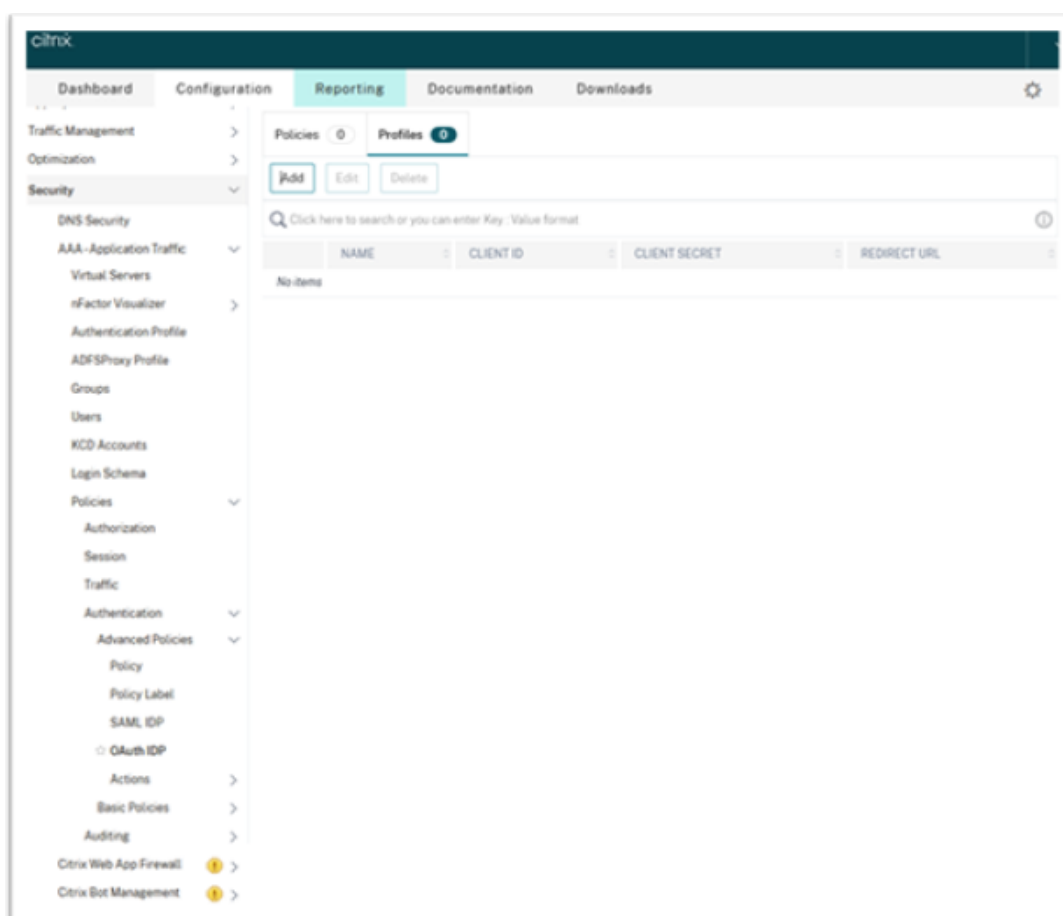 citrix
Dashboard Configuration Reporting Documentation Downloads
Traffic Management
Optimization
Security
DNS Security
AAA - Application Traffic
Virtual Servers
nFactor Visualizer
Authentication Profile
ADFSProxy Profile
Groups
Users
KCD Accounts
Login Schema
Policies
Authorization
Session
Traffic
Authentication
Advanced Policies
Policy
Policy Label
SAML IDP
OAuth IDP
Actions
Basic Policies
Auditing
Citrix Web App Firewall
Citrix Bot Management
Policies 0 Profiles 0
Add Edit Delete
Click here to search or you can enter Key : Value format
NAME CLIENT ID CLIENT SECRET REDIRECT URL
No items